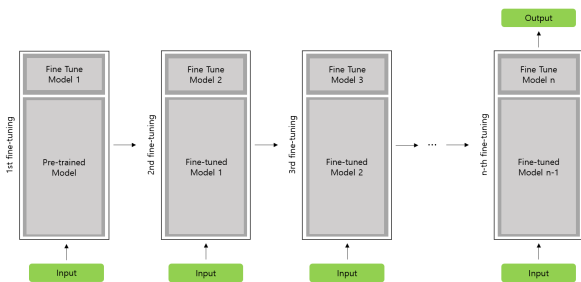 Output
1st fine-tuning
Fine Tune
Model 1
Pre-trained
Model
Input
2nd fine-tuning
Fine Tune
Model 2
Fine-tuned
Model 1
Input
3rd fine-tuning
Fine Tune
Model 3
Fine-tuned
Model 2
Input
...
n-th fine-tuning
Fine Tune
Model n
Fine-tuned
Model n-1
Input